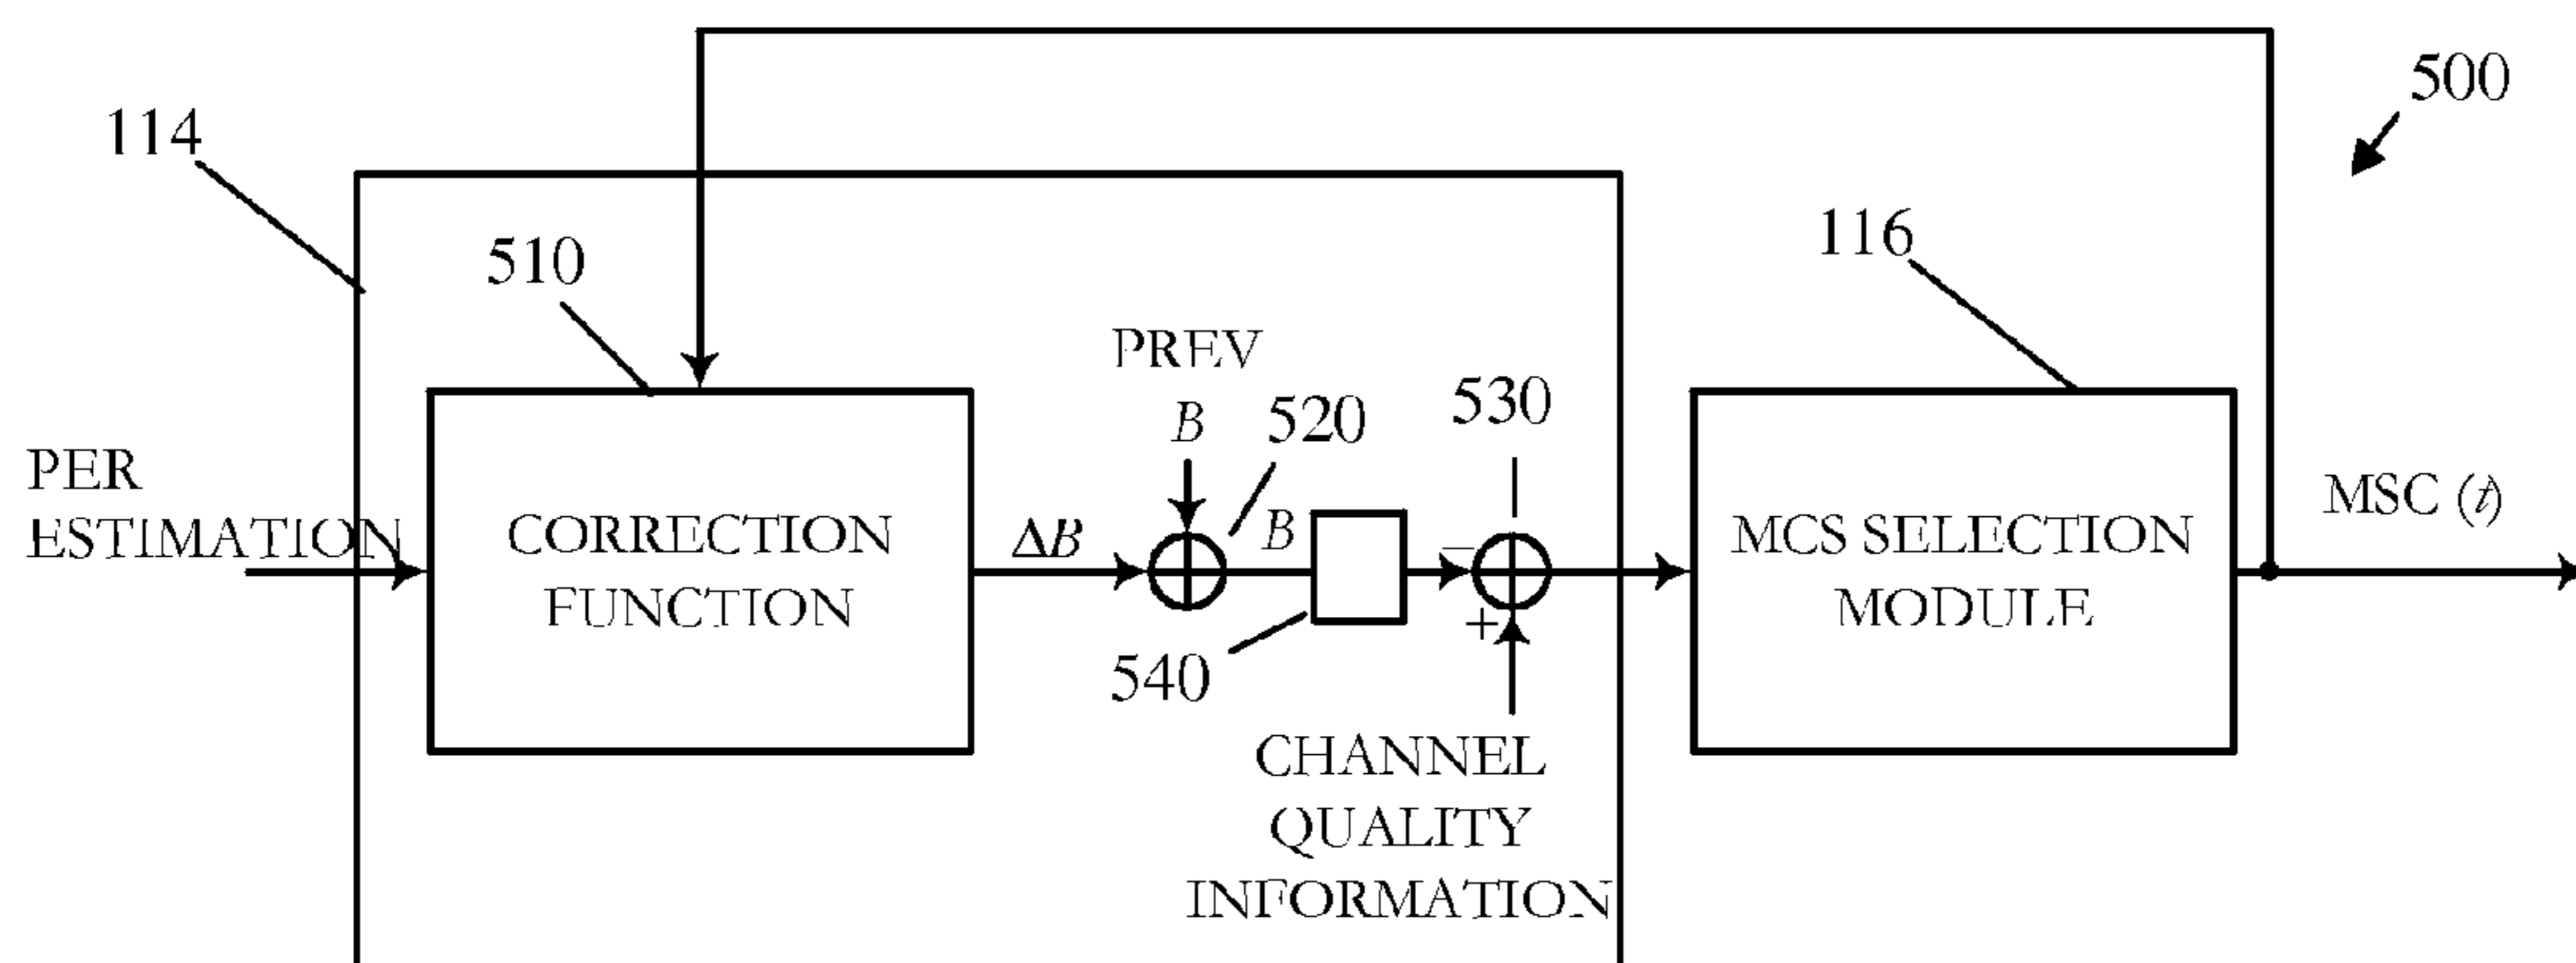 500
114
116
510
PREV
B
520
530
PER
ESTIMATION
CORRECTION
FUNCTION
ΔB
B
−
+
540
CHANNEL
QUALITY
INFORMATION
MCS SELECTION
MODULE
MSC (t)